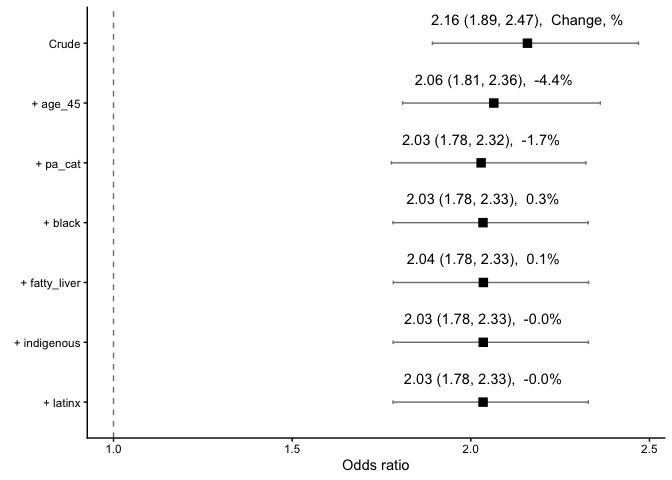 2.16 (1.89, 2.47),  Change, %
Crude
2.06 (1.81, 2.36),  -4.4%
+ age_45
2.03 (1.78, 2.32),  -1.7%
+ pa_cat
2.03 (1.78, 2.33),  0.3%
+ black
2.04 (1.78, 2.33),  0.1%
+ fatty_liver
2.03 (1.78, 2.33),  -0.0%
+ indigenous
2.03 (1.78, 2.33),  -0.0%
+ latinx
1.0 1.5 2.0 2.5
Odds ratio